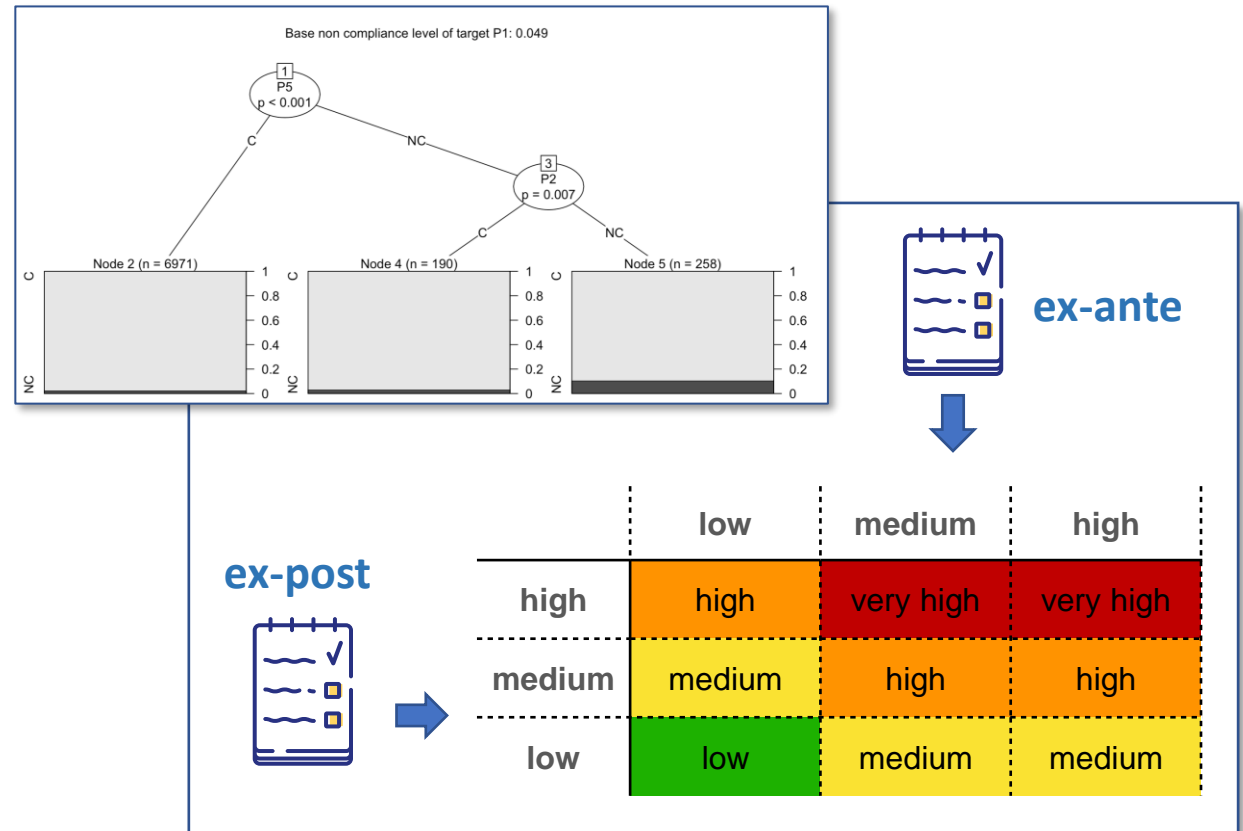 Base non compliance level of target P1: 0.049
1
P5
p < 0.001
C
NC
3
P2
p = 0.007
C
NC
Node 2 (n = 6971)
C
NC
1
0.8
0.6
0.4
0.2
0
Node 4 (n = 190)
C
NC
1
0.8
0.6
0.4
0.2
0
Node 5 (n = 258)
C
NC
1
0.8
0.6
0.4
0.2
0
ex-ante
ex-post
low medium high
high high very high very high
medium medium high high
low low medium medium